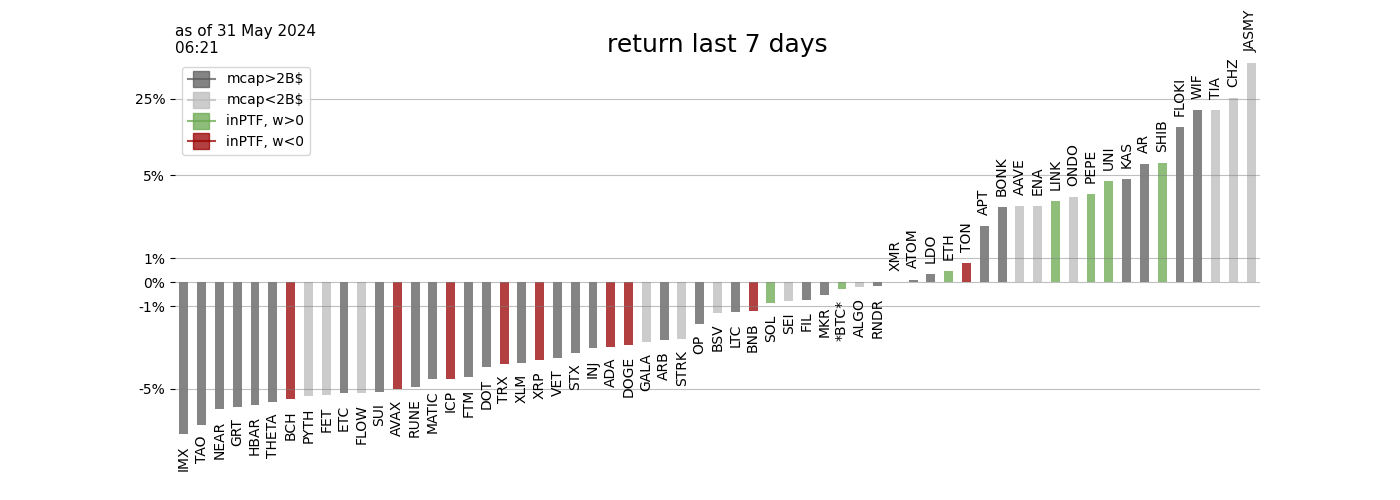 as of 31 May 2024
06:21
return last 7 days
mcap>2B$
mcap<2B$
inPTF, w>0
inPTF, w<0
25%
5%
1%
0%
-1%
-5%
IMX
TAO
NEAR
GRT
HBAR
THETA
BCH
PYTH
FET
ETC
FLOW
SUI
AVAX
RUNE
MATIC
ICP
FTM
DOT
TRX
XLM
XRP
VET
STX
INJ
ADA
DOGE
GALA
ARB
STRK
OP
BSV
LTC
BNB
SOL
SEI
FIL
MKR
*BTC*
ALGO
RNDR
XMR
ATOM
LDO
ETH
TON
APT
BONK
AAVE
ENA
LINK
ONDO
PEPE
UNI
KAS
AR
SHIB
FLOKI
WIF
TIA
CHZ
JASMY